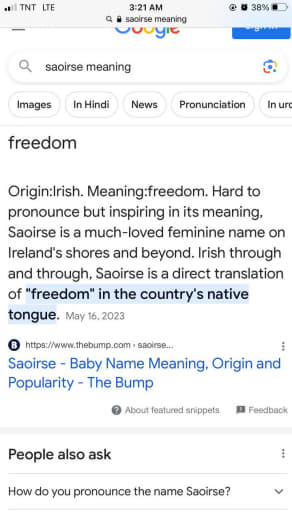 TNT LTE 3:21 AM 38%
saoirse meaning
Google
saoirse meaning
Images In Hindi News Pronunciation
freedom
Origin:Irish. Meaning:freedom. Hard to
pronounce but inspiring in its meaning,
Saoirse is a much-loved feminine name on
Ireland's shores and beyond. Irish through
and through, Saoirse is a direct translation
of "freedom" in the country's native
tongue. May 16, 2023
B https://www.thebump.com › saoirse...
Saoirse - Baby Name Meaning, Origin and
Popularity - The Bump
About featured snippets Feedback
People also ask
How do you pronounce the name Saoirse?